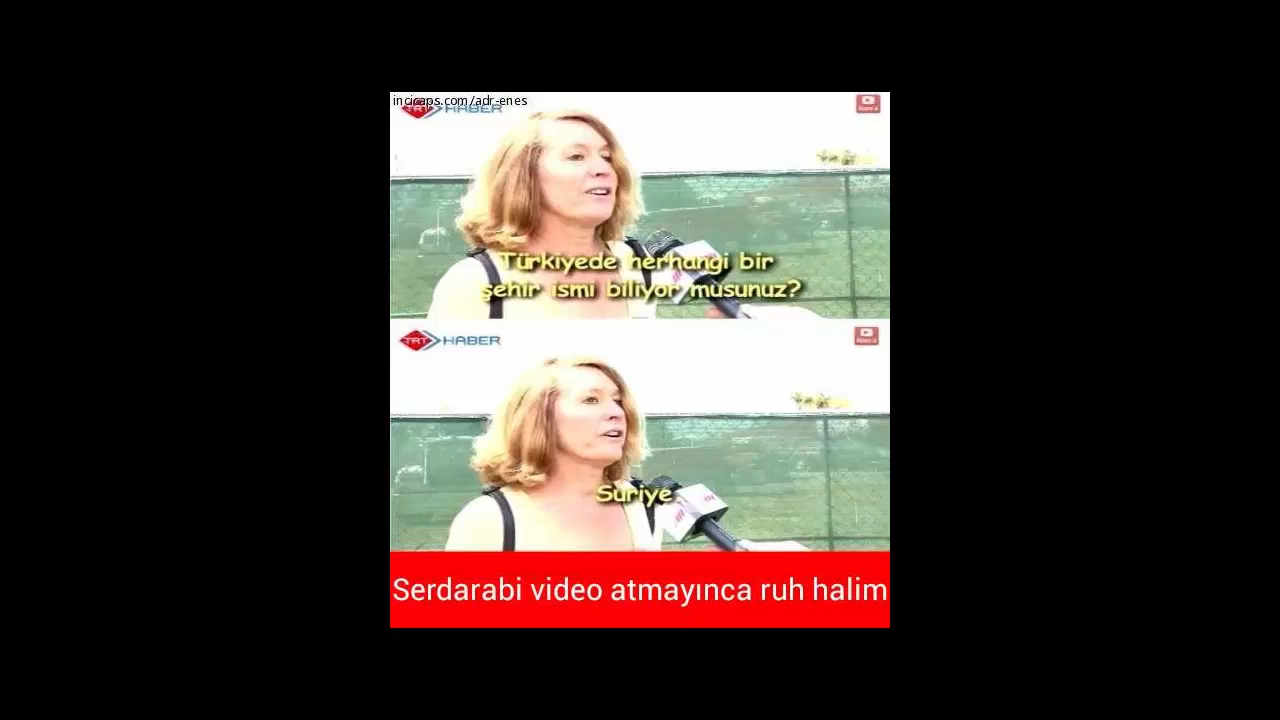 incicaps.com/adr-enes
TRT HABER
Türkiyede herhangi bir
şehir ismi biliyor musunuz?
TRT HABER
Suriye
Serdarabi video atmayınca ruh halim